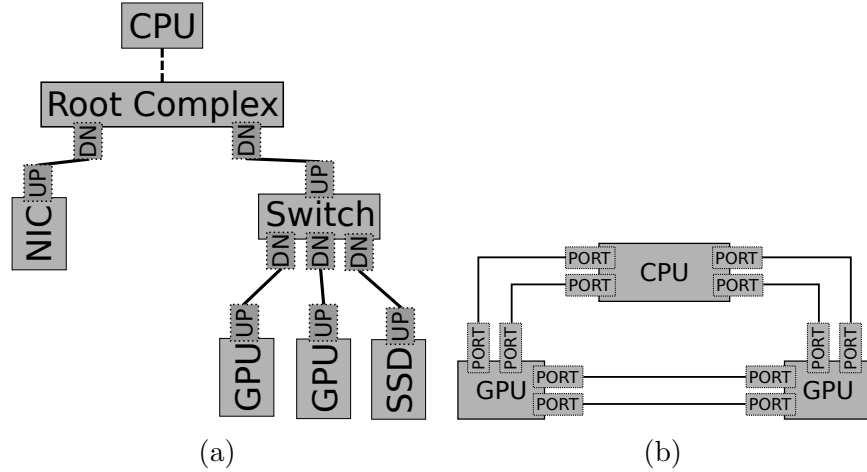 CPU
Root Complex
DN
DN
UP
NIC
UP
Switch
DN
DN
DN
UP
GPU
UP
GPU
UP
SSD
(a)
PORT
CPU
PORT
PORT
PORT
PORT
PORT
PORT
PORT
GPU
PORT
PORT
GPU
PORT
PORT
(b)